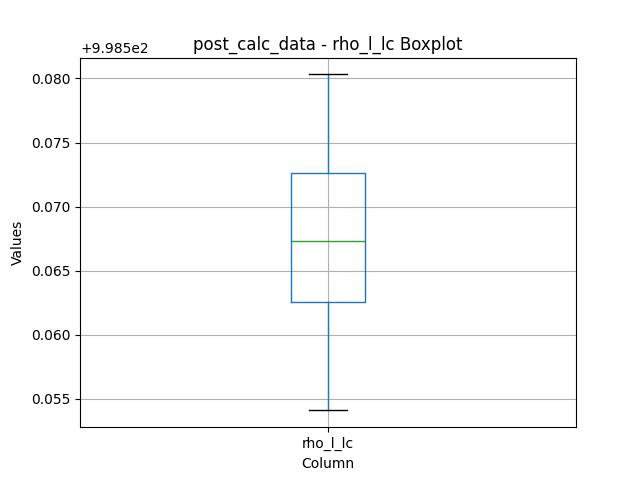 post_calc_data - rho_l_lc Boxplot
+9.985e2
0.080
0.075
0.070
0.065
0.060
0.055
Values
rho_l_lc
Column